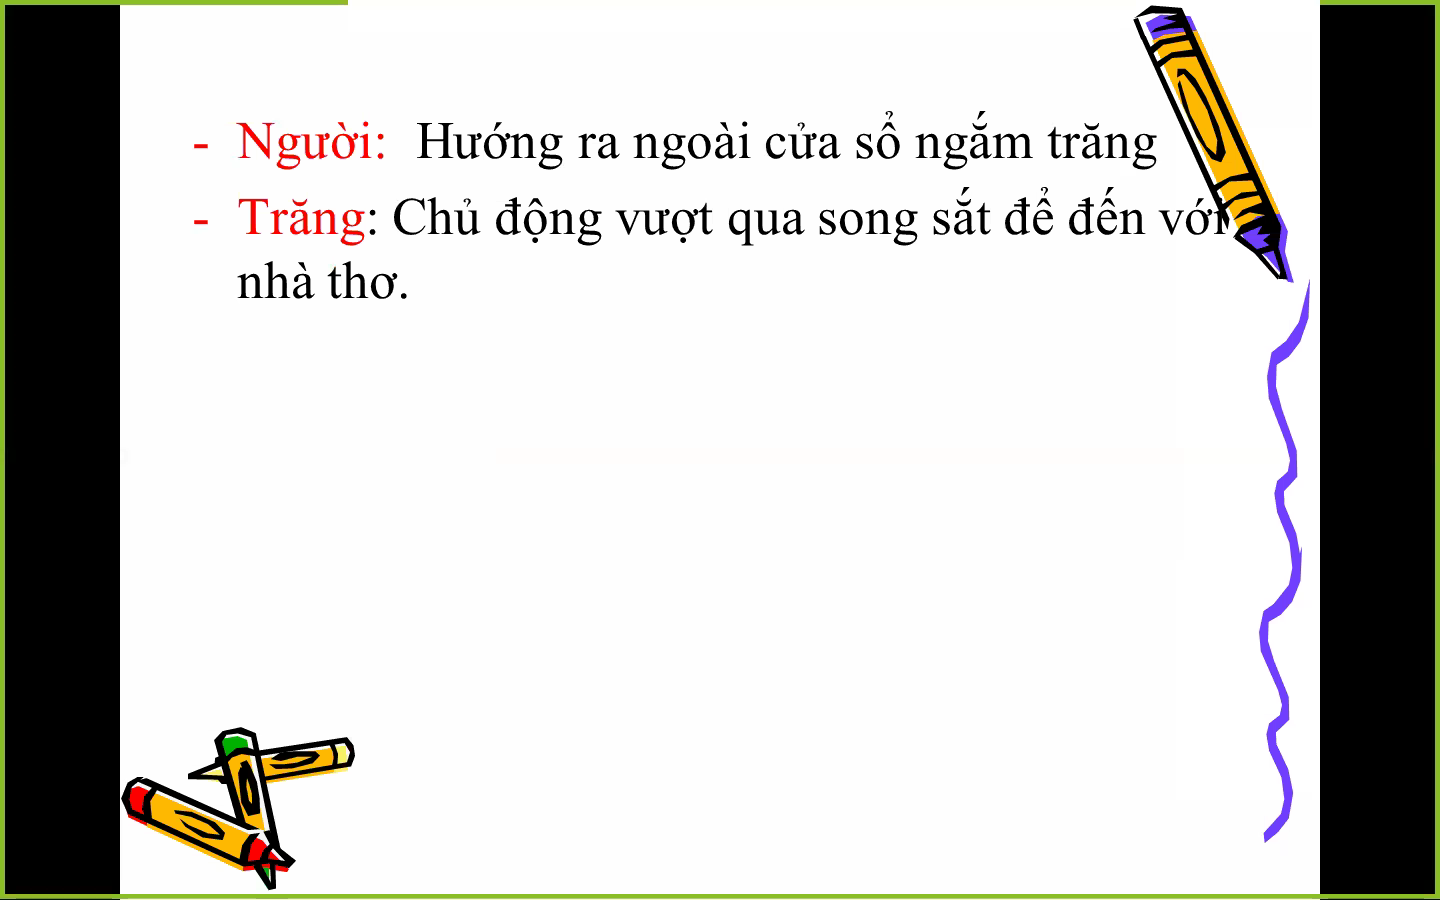 - Người: Hướng ra ngoài cửa sổ ngắm trăng
- Trăng: Chủ động vượt qua song sắt để đến với
nhà thơ.